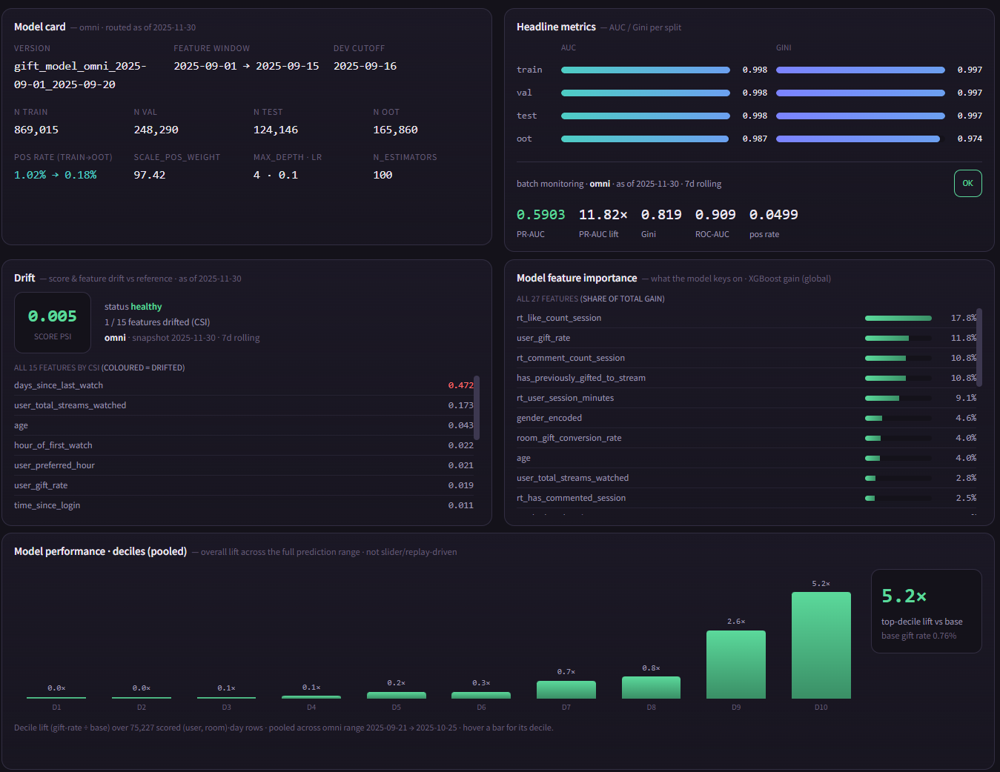 Model card — omni · routed as of 2025-11-30
VERSION FEATURE WINDOW DEV CUTOFF
gift_model_omni_2025- 2025-09-01 → 2025-09-15 2025-09-16
09-01_2025-09-20
N TRAIN N VAL N TEST N OOT
869,015 248,290 124,146 165,860
POS RATE (TRAIN→OOT) SCALE_POS_WEIGHT MAX_DEPTH · LR N_ESTIMATORS
1.02% → 0.18% 97.42 4 · 0.1 100
Headline metrics — AUC / Gini per split
AUC GINI
train 0.998 0.997
val 0.998 0.997
test 0.998 0.997
oot 0.987 0.974
batch monitoring · omni · as of 2025-11-30 · 7d rolling OK
0.5903 11.82× 0.819 0.909 0.0499
PR-AUC PR-AUC lift Gini ROC-AUC pos rate
Drift — score & feature drift vs reference · as of 2025-11-30
0.005
SCORE PSI
status healthy
1 / 15 features drifted (CSI)
omni · snapshot 2025-11-30 · 7d rolling
ALL 15 FEATURES BY CSI (COLOURED = DRIFTED)
days_since_last_watch 0.472
user_total_streams_watched 0.173
age 0.043
hour_of_first_watch 0.022
user_preferred_hour 0.021
user_gift_rate 0.019
time_since_login 0.011
Model feature importance — what the model keys on · XGBoost gain (global)
ALL 27 FEATURES (SHARE OF TOTAL GAIN)
rt_like_count_session 17.8%
user_gift_rate 11.8%
rt_comment_count_session 10.8%
has_previously_gifted_to_stream 10.8%
rt_user_session_minutes 9.1%
gender_encoded 4.6%
room_gift_conversion_rate 4.0%
age 4.0%
user_total_streams_watched 2.8%
rt_has_commented_session 2.5%
Model performance · deciles (pooled) — overall lift across the full prediction range · not slider/replay-driven
0.0× 0.0× 0.1× 0.1× 0.2× 0.3× 0.7× 0.8× 2.6× 5.2×
D1 D2 D3 D4 D5 D6 D7 D8 D9 D10
5.2×
top-decile lift vs base
base gift rate 0.76%
Decile lift (gift-rate ÷ base) over 75,227 scored (user, room)·day rows · pooled across omni range 2025-09-21 → 2025-10-25 · hover a bar for its decile.